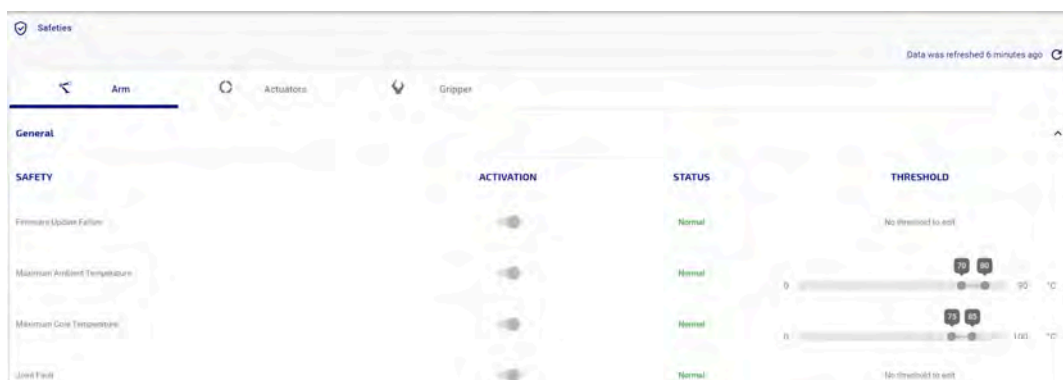 Safeties
Data was refreshed 6 minutes ago
Arm Actuators Gripper
General
SAFETY ACTIVATION STATUS THRESHOLD
Firmware Update Failure Normal No threshold to edit
70 80
Maximum Ambient Temperature Normal 0 90 °C
75 85
Maximum Core Temperature Normal 0 100 °C
Joint Fault Normal No threshold to edit